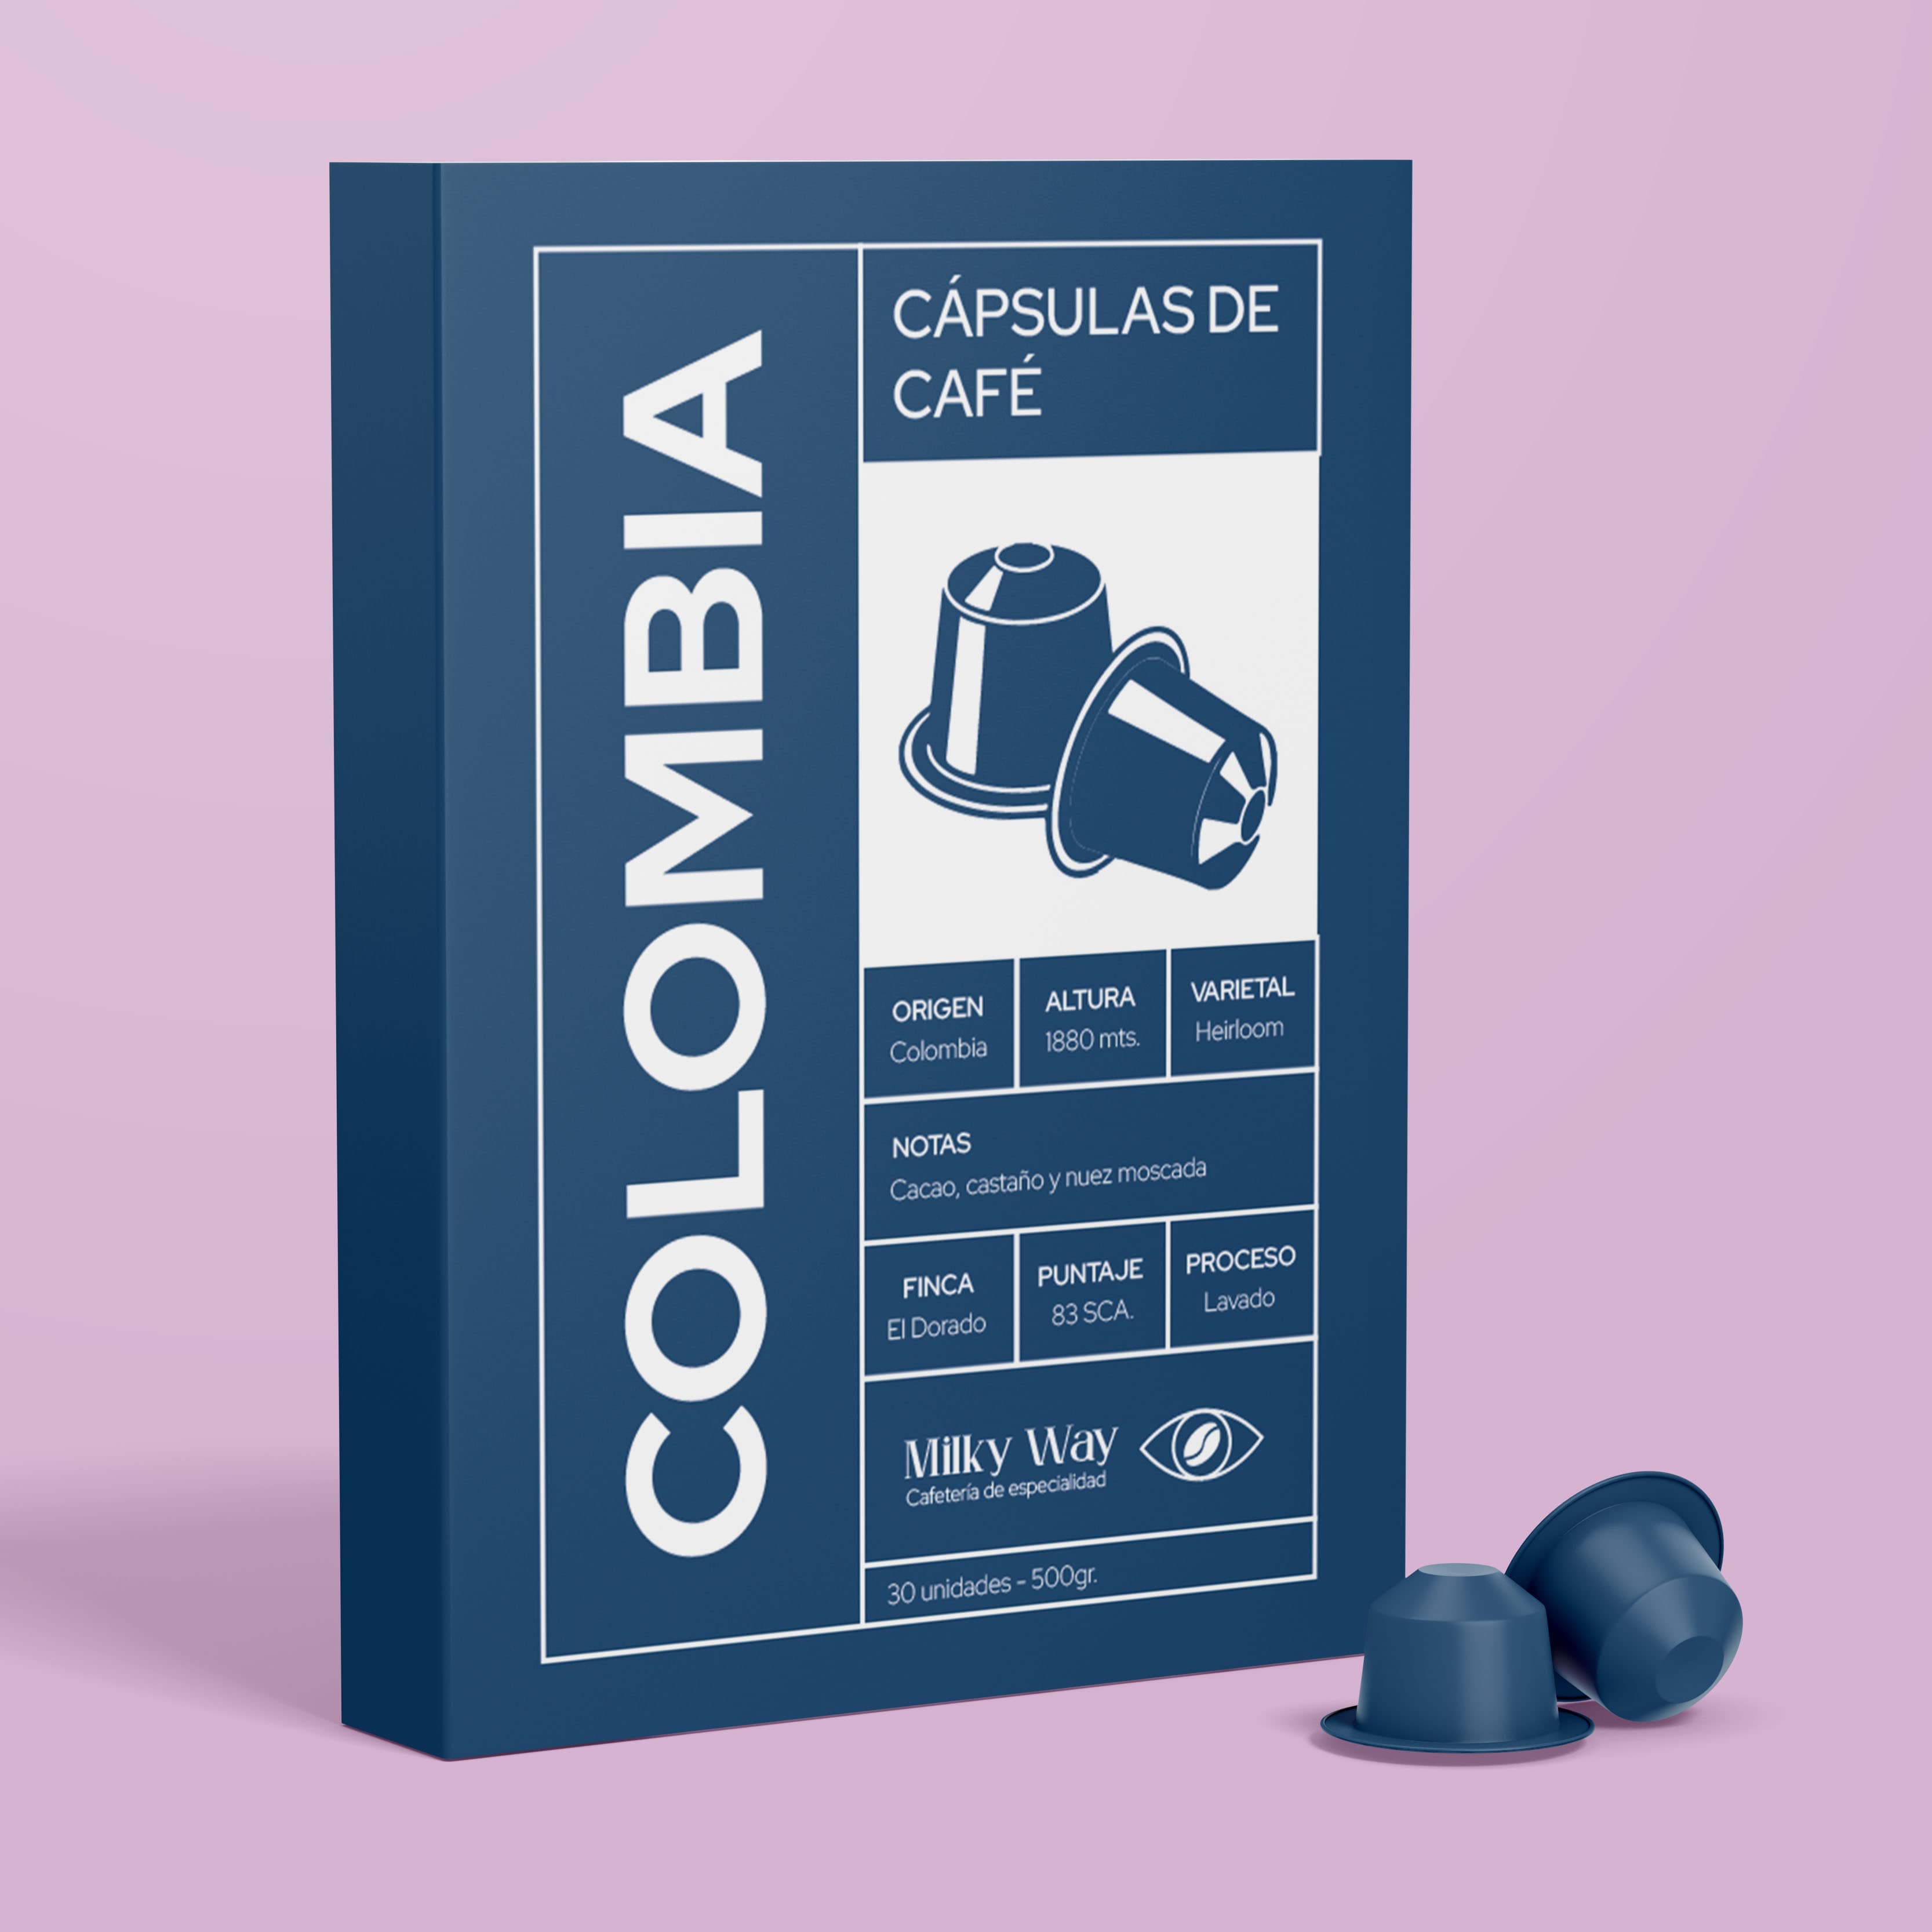 COLOMBIA
CÁPSULAS DE
CAFÉ
ORIGEN
Colombia
ALTURA
1880 mts.
VARIETAL
Heirloom
NOTAS
Cacao, castaño y nuez moscada
FINCA
El Dorado
PUNTAJE
83 SCA.
PROCESO
Lavado
Milky Way
Cafetería de especialidad
30 unidades - 500gr.